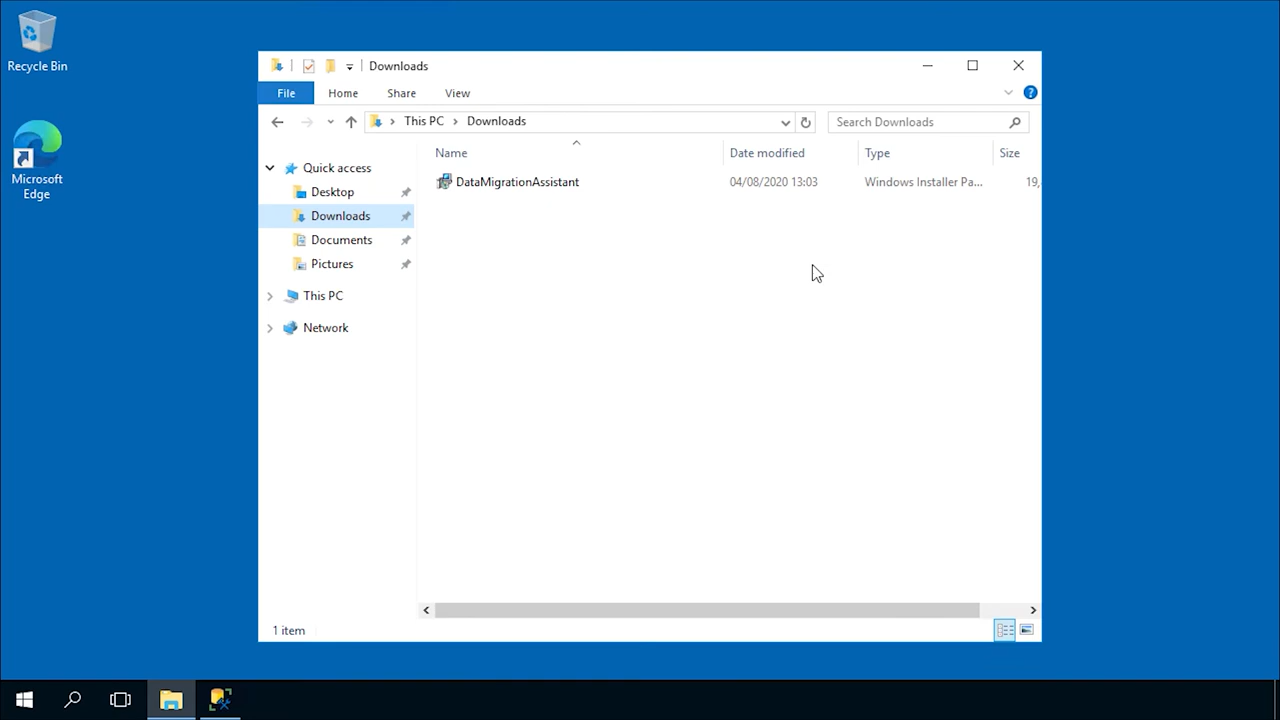 Recycle Bin
Microsoft
Edge
Downloads
File Home Share View
This PC Downloads
Search Downloads
Name Date modified Type Size
Quick access
Desktop
Downloads
Documents
Pictures
This PC
Network
DataMigrationAssistant 04/08/2020 13:03 Windows Installer Pa... 19,
1 item